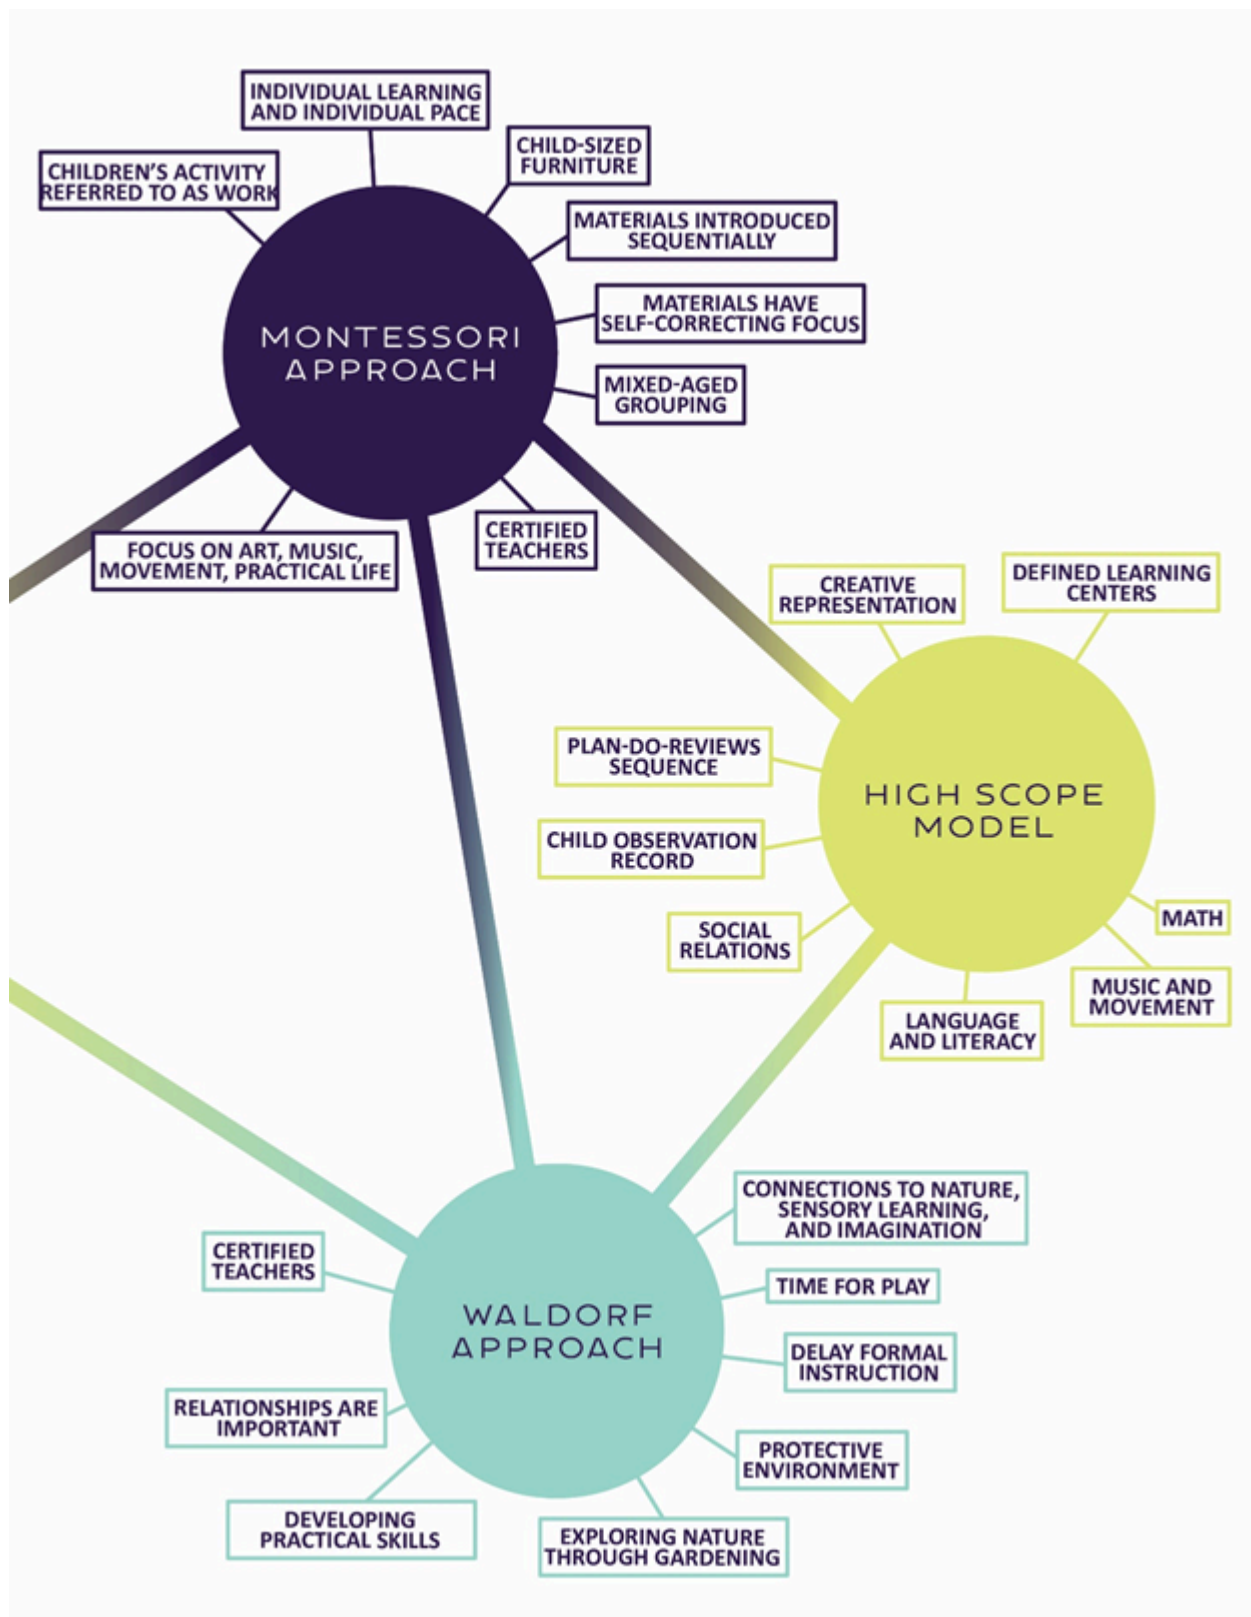 INDIVIDUAL LEARNING
AND INDIVIDUAL PACE
CHILD-SIZED
FURNITURE
CHILDREN'S ACTIVITY
REFERRED TO AS WORK
MATERIALS INTRODUCED
SEQUENTIALLY
MATERIALS HAVE
SELF-CORRECTING FOCUS
MONTESSORI
APPROACH
MIXED-AGED
GROUPING
CERTIFIED
TEACHERS
FOCUS ON ART, MUSIC,
MOVEMENT, PRACTICAL LIFE
CREATIVE
REPRESENTATION
DEFINED LEARNING
CENTERS
PLAN-DO-REVIEWS
SEQUENCE
HIGH SCOPE
MODEL
CHILD OBSERVATION
RECORD
SOCIAL
RELATIONS
MATH
MUSIC AND
MOVEMENT
LANGUAGE
AND LITERACY
CONNECTIONS TO NATURE,
SENSORY LEARNING,
AND IMAGINATION
CERTIFIED
TEACHERS
TIME FOR PLAY
WALDORF
APPROACH
DELAY FORMAL
INSTRUCTION
RELATIONSHIPS ARE
IMPORTANT
PROTECTIVE
ENVIRONMENT
DEVELOPING
PRACTICAL SKILLS
EXPLORING NATURE
THROUGH GARDENING